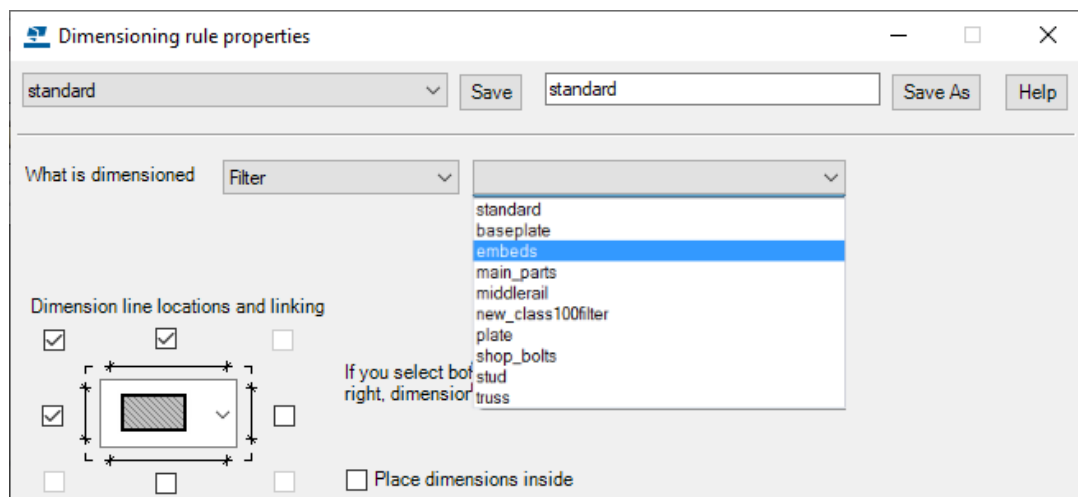 Dimensioning rule properties
standard Save standard Save As Help
What is dimensioned Filter
standard
baseplate
embeds
main_parts
middlerail
new_class100filter
plate
shop_bolts
stud
truss
Dimension line locations and linking
If you select
right, dimension
Place dimensions inside